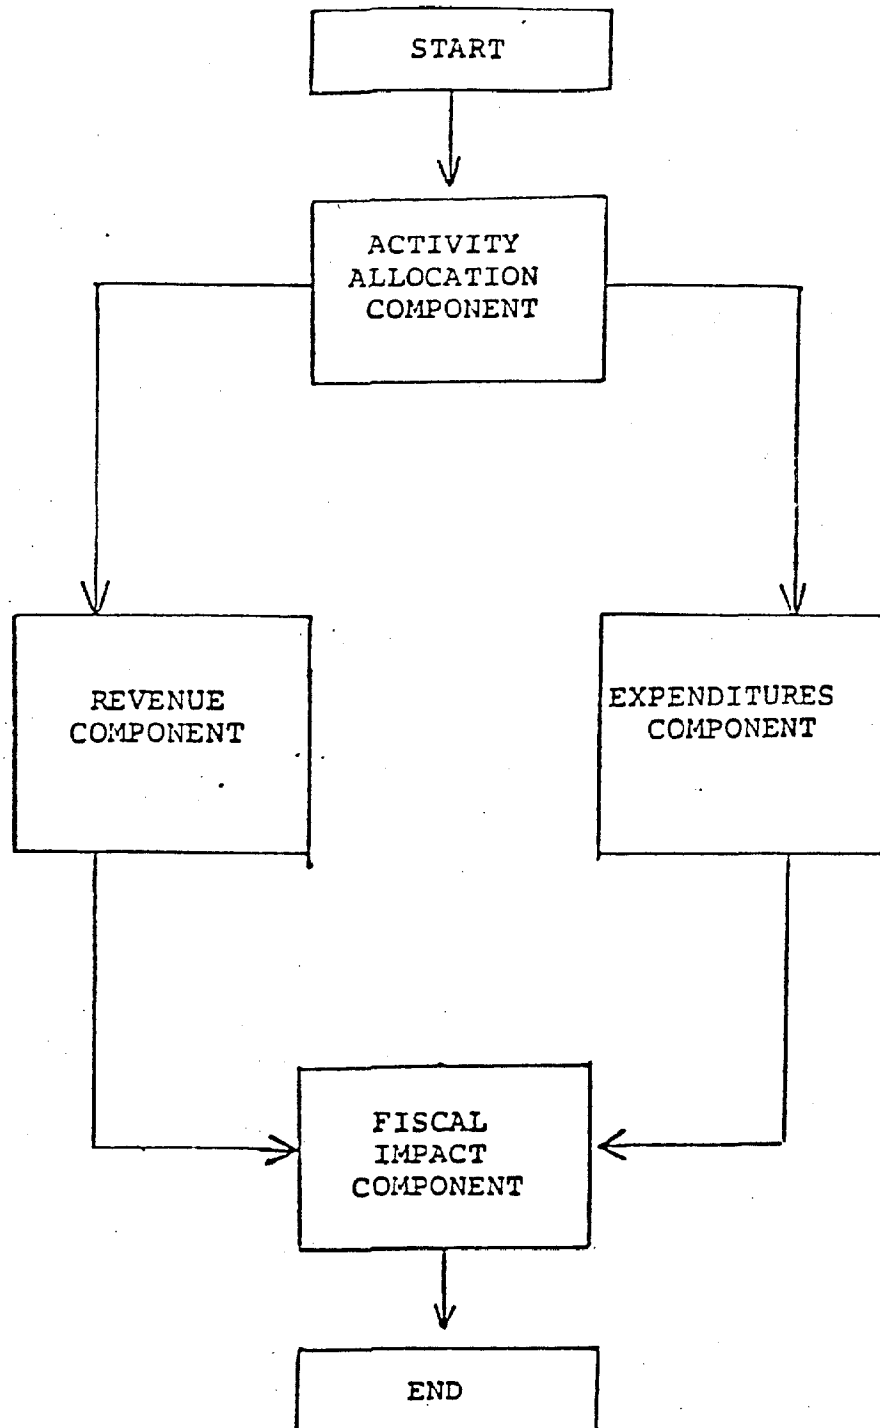 START
ACTIVITY
ALLOCATION
COMPONENT
REVENUE
COMPONENT
EXPENDITURES
COMPONENT
FISCAL
IMPACT
COMPONENT
END